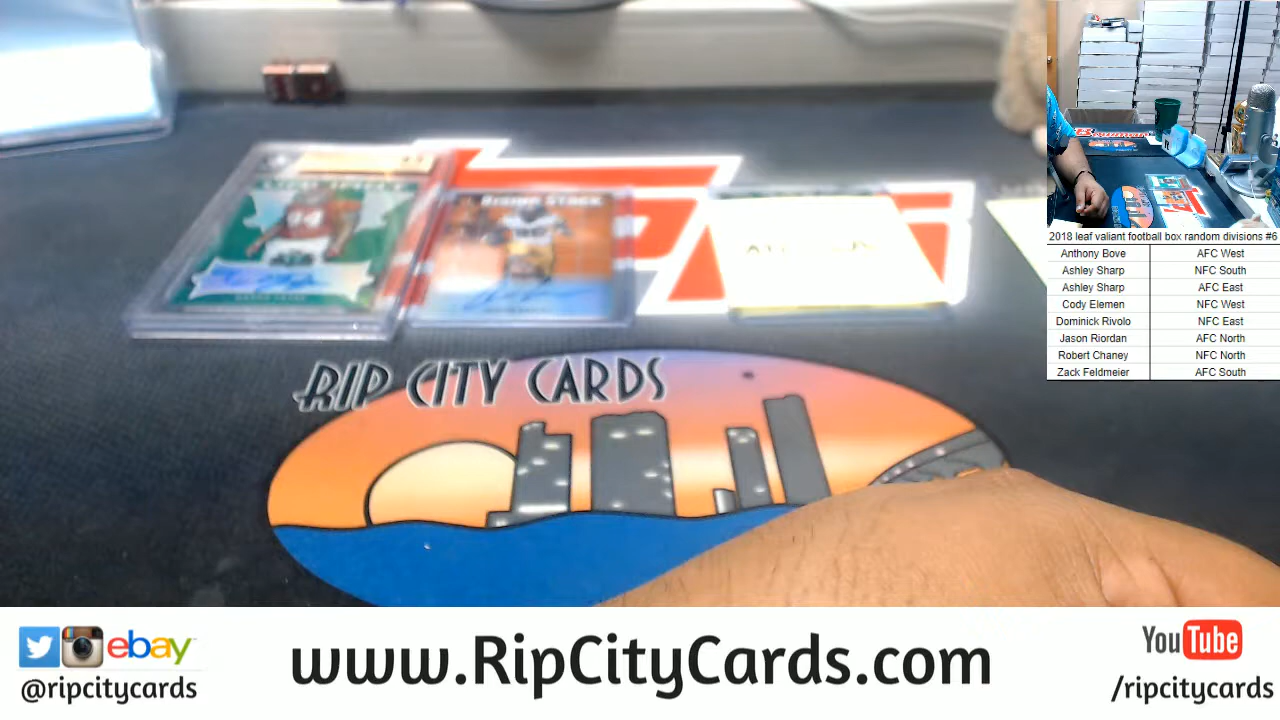 2018 leaf valiant football box random divisions #6
Anthony Bove AFC West
Ashley Sharp NFC South
Ashley Sharp AFC East
Cody Elemen NFC West
Dominick Rivolo NFC East
Jason Riordan AFC North
Robert Chaney NFC North
Zack Feldmeier AFC South
RIP CITY CARDS
ebay
@ripcitycards
www.RipCityCards.com
YouTube
/ripcitycards